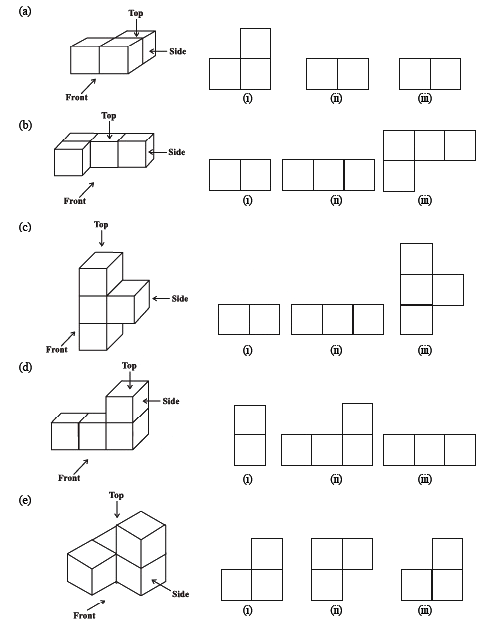 (a)
Top
Side
Front
(i) (ii) (iii)
(b)
Top
Side
Front
(i) (ii) (iii)
(c)
Top
Side
Front
(i) (ii) (iii)
(d)
Top
Side
Front
(i) (ii) (iii)
(e)
Top
Side
Front
(i) (ii) (iii)